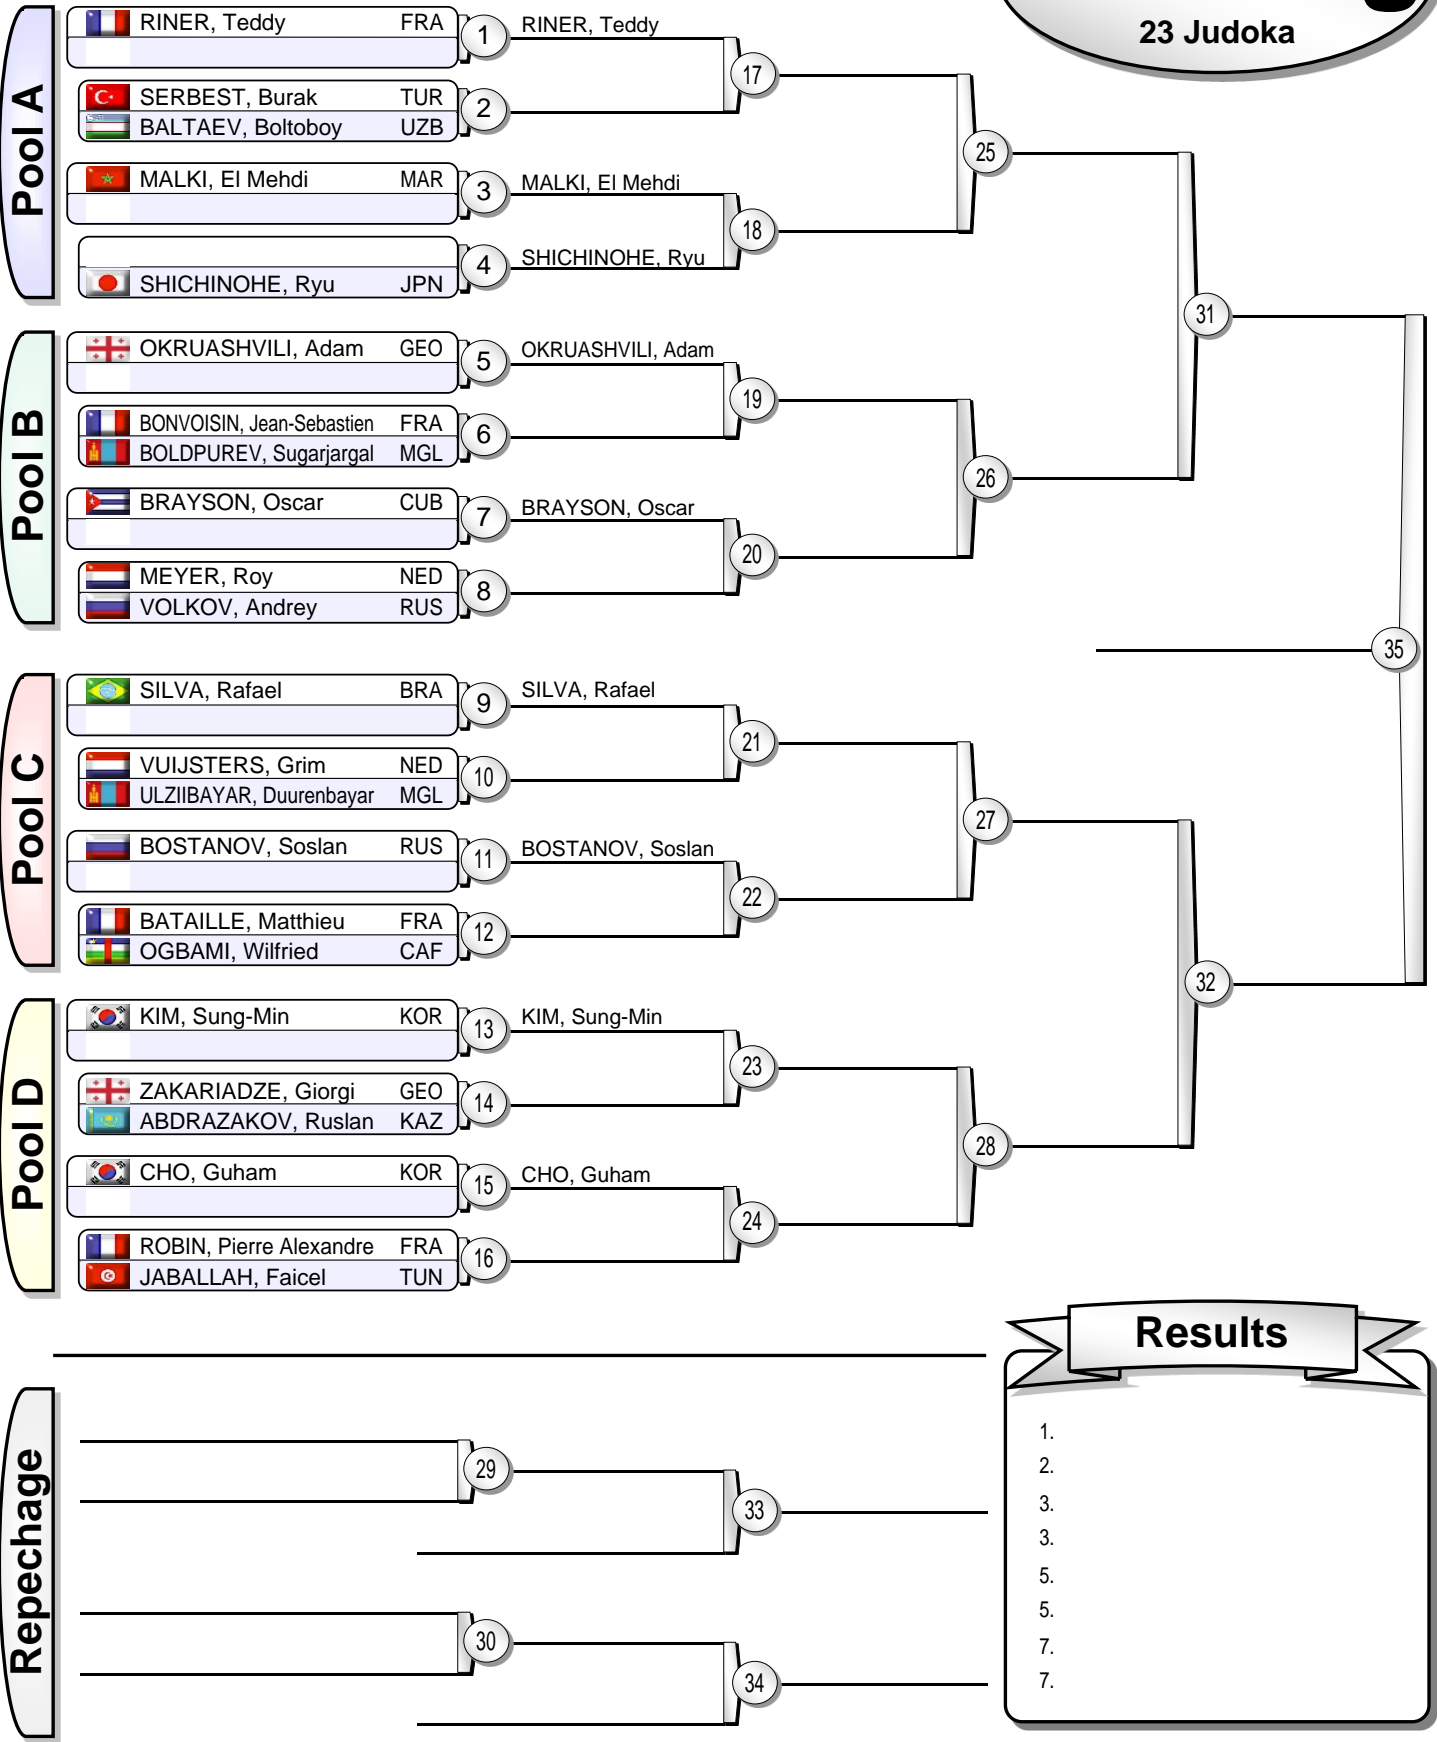 23 Judoka
Pool A
RINER, Teddy FRA 1 RINER, Teddy
17
SERBEST, Burak TUR 2
BALTAEV, Boltoboy UZB
25
MALKI, El Mehdi MAR 3 MALKI, El Mehdi
18
4 SHICHINOHE, Ryu
SHICHINOHE, Ryu JPN
31
Pool B
OKRUASHVILI, Adam GEO 5 OKRUASHVILI, Adam
19
BONVOISIN, Jean-Sebastien FRA 6
BOLDPUREV, Sugarjargal MGL
26
BRAYSON, Oscar CUB 7 BRAYSON, Oscar
20
MEYER, Roy NED 8
VOLKOV, Andrey RUS
35
Pool C
SILVA, Rafael BRA 9 SILVA, Rafael
21
VUIJSTERS, Grim NED 10
ULZIIBAYAR, Duurenbayar MGL
27
BOSTANOV, Soslan RUS 11 BOSTANOV, Soslan
22
BATAILLE, Matthieu FRA 12
OGBAMI, Wilfried CAF
32
Pool D
KIM, Sung-Min KOR 13 KIM, Sung-Min
23
ZAKARIADZE, Giorgi GEO 14
ABDRAZAKOV, Ruslan KAZ
28
CHO, Guham KOR 15 CHO, Guham
24
ROBIN, Pierre Alexandre FRA 16
JABALLAH, Faicel TUN
Repechage
29
33
30
34
Results
1.
2.
3.
3.
5.
5.
7.
7.